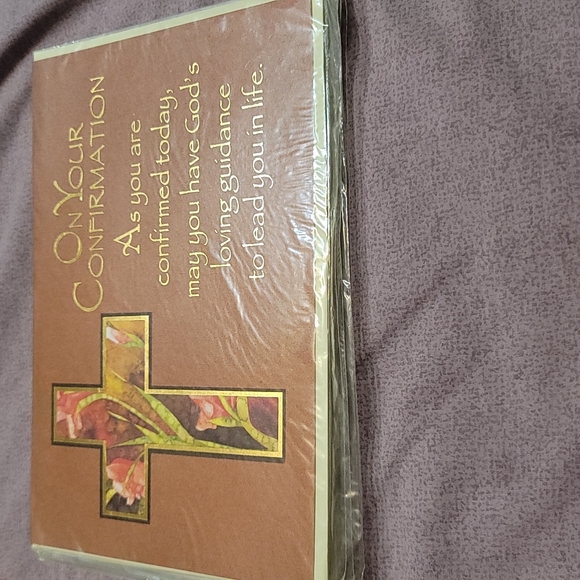 ON YOUR
CONFIRMATION
As you are
confirmed today,
may you have God's
loving guidance
to lead you in life.